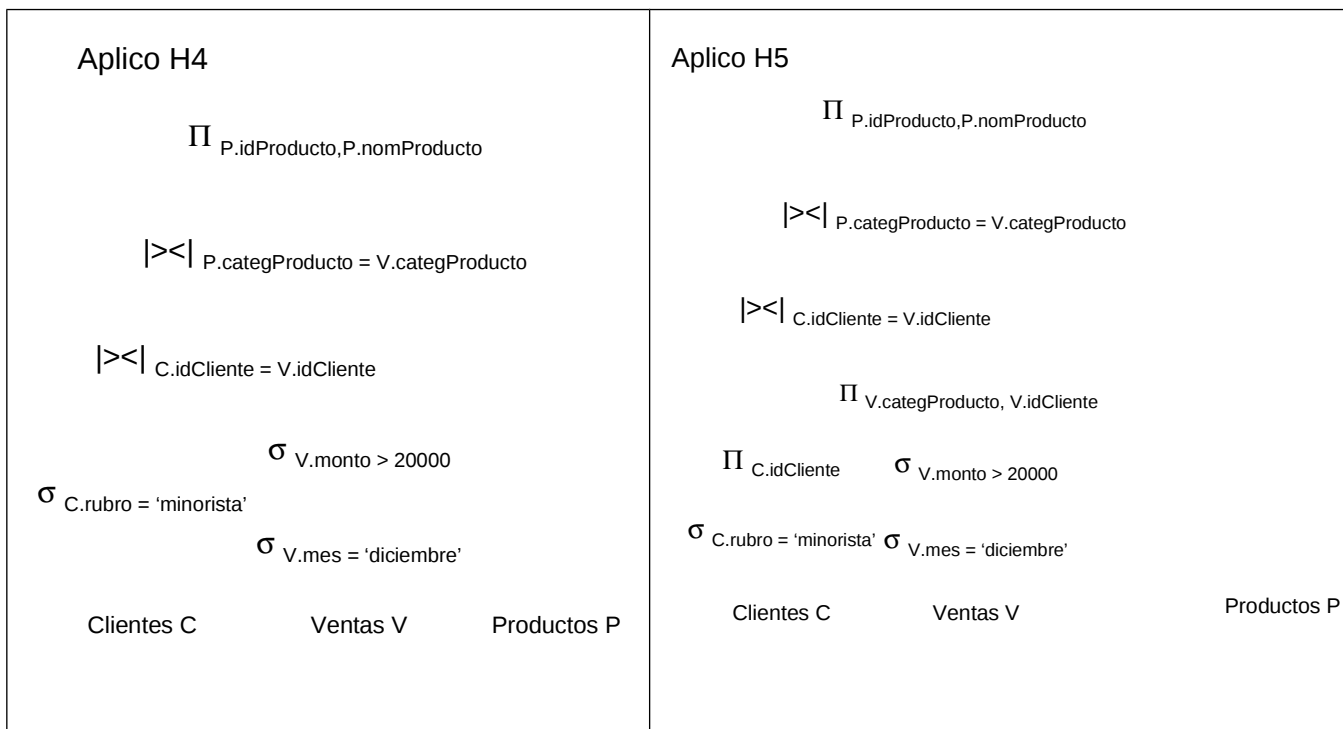 Aplico H4
Π P.idProducto,P.nomProducto
|><| P.categProducto = V.categProducto
|><| C.idCliente = V.idCliente
σ V.monto > 20000
σ C.rubro = ‘minorista’
σ V.mes = ‘diciembre’
Clientes C Ventas V Productos P
Aplico H5
Π P.idProducto,P.nomProducto
|><| P.categProducto = V.categProducto
|><| C.idCliente = V.idCliente
Π V.categProducto, V.idCliente
Π C.idCliente σ V.monto > 20000
σ C.rubro = ‘minorista’ σ V.mes = ‘diciembre’
Clientes C Ventas V Productos P